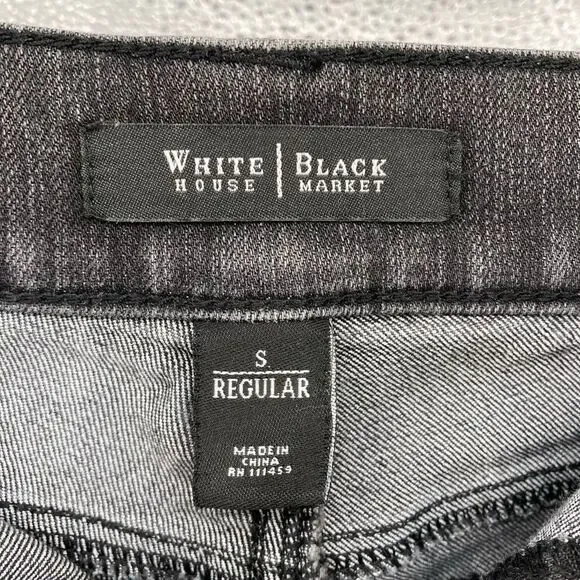 WHITE | BLACK
HOUSE | MARKET
S
REGULAR
MADE IN
CHINA
RN 111459